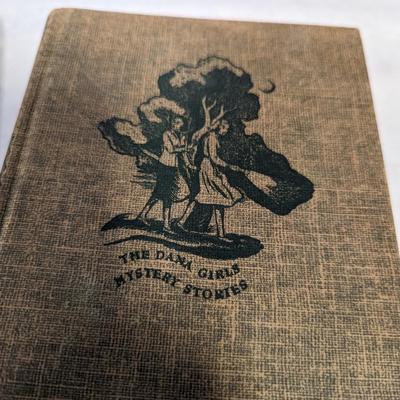 THE DANA GIRLS
MYSTERY STORIES